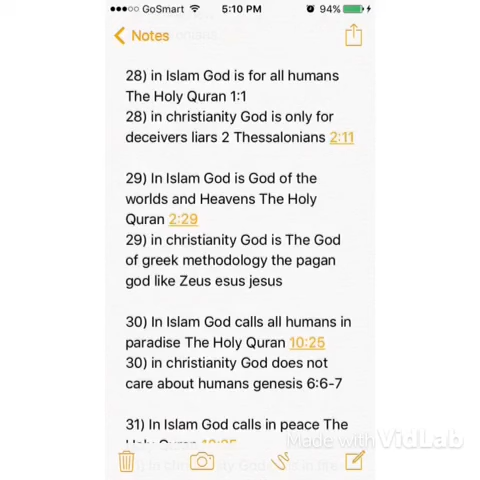 GoSmart 5:10 PM 94%
Notes
28) in Islam God is for all humans
The Holy Quran 1:1
28) in christianity God is only for
deceivers liars 2 Thessalonians 2:11
29) In Islam God is God of the
worlds and Heavens The Holy
Quran 2:29
29) in christianity God is The God
of greek methodology the pagan
god like Zeus esus jesus
30) In Islam God calls all humans in
paradise The Holy Quran 10:25
30) in christianity God does not
care about humans genesis 6:6-7
31) In Islam God calls in peace The
Holy Quran 10:25
Made with VidLab